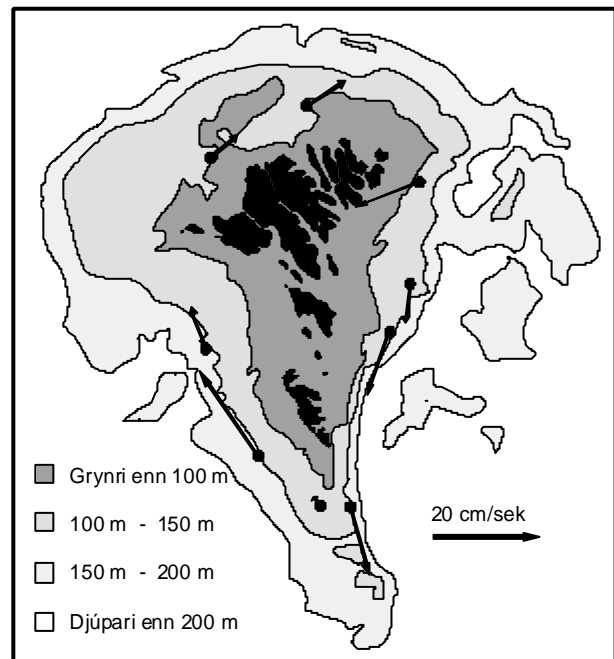 Grynri enn 100 m
100 m - 150 m
150 m - 200 m
Djúpari enn 200 m
20 cm/sek